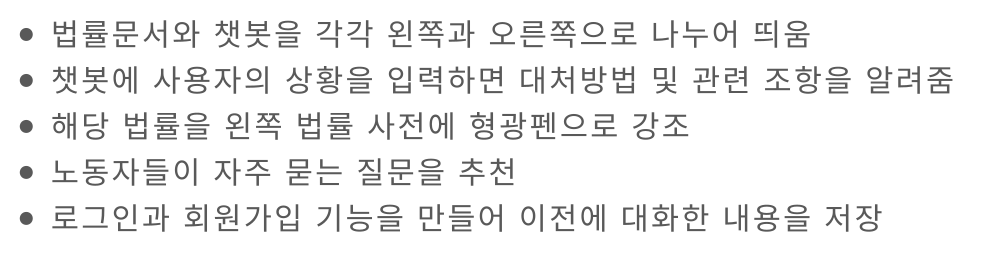 • 법률문서와 챗봇을 각각 왼쪽과 오른쪽으로 나누어 띄움
• 챗봇에 사용자의 상황을 입력하면 대처방법 및 관련 조항을 알려줌
• 해당 법률을 왼쪽 법률 사전에 형광펜으로 강조
• 노동자들이 자주 묻는 질문을 추천
• 로그인과 회원가입 기능을 만들어 이전에 대화한 내용을 저장